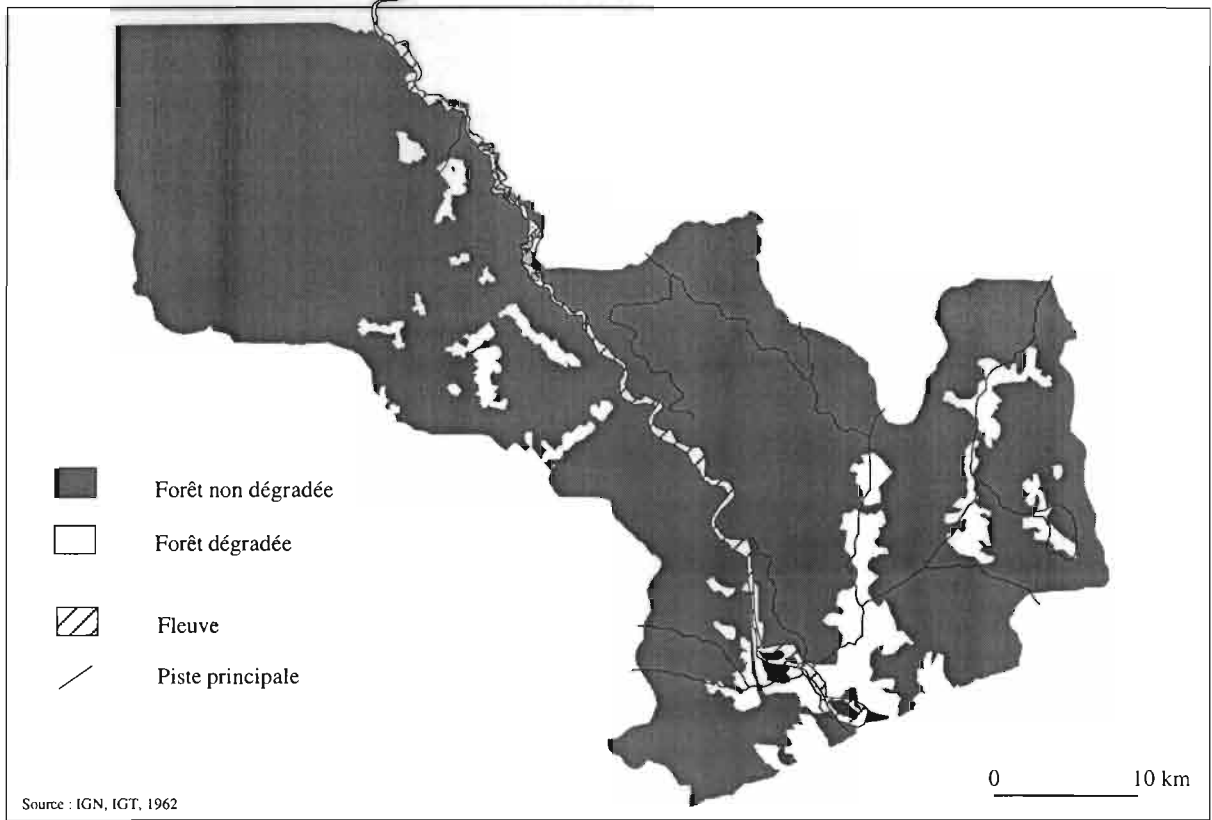 Forêt non dégradée
Forêt dégradée
Fleuve
Piste principale
0 10 km
Source : IGN, IGT, 1962